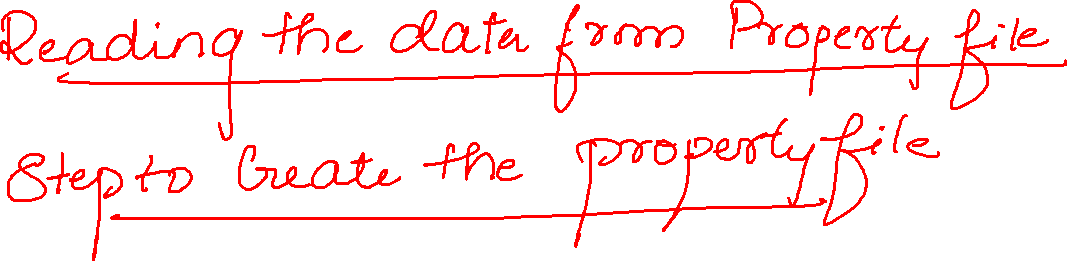 Reading the data from Property file
Step to Create the property file